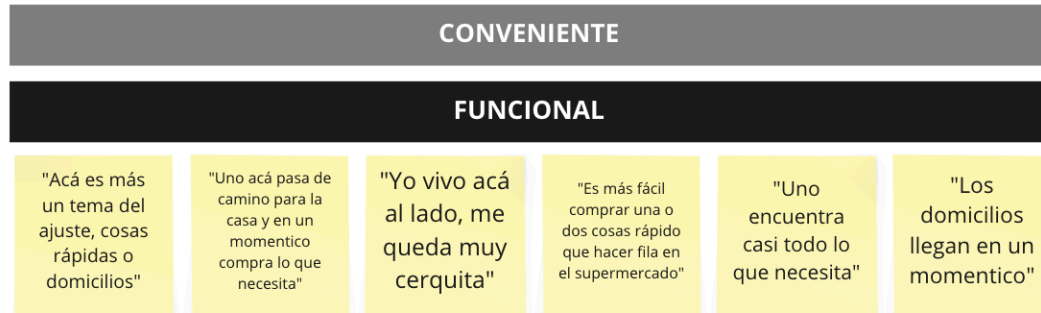 CONVENIENTE
FUNCIONAL
"Acá es más
un tema del
ajuste, cosas
rápidas o
domicilios"
"Uno acá pasa de
camino para la
casa y en un
momentico
compra lo que
necesita"
"Yo vivo acá
al lado, me
queda muy
cerquita"
"Es más fácil
comprar una o
dos cosas rápido
que hacer fila en
el supermercado"
"Uno
encuentra
casi todo lo
que necesita"
"Los
domicilios
llegan en un
momentico"